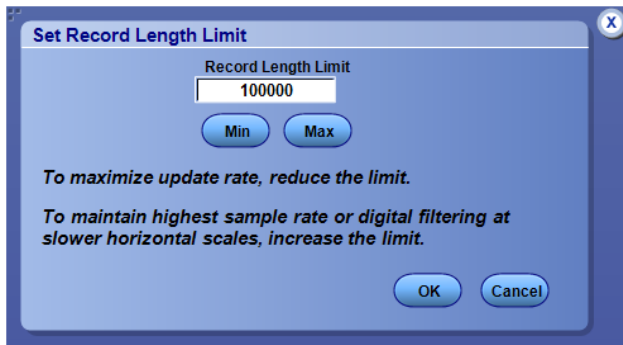 Set Record Length Limit
X
Record Length Limit
100000
Min Max
To maximize update rate, reduce the limit.
To maintain highest sample rate or digital filtering at
slower horizontal scales, increase the limit.
OK Cancel